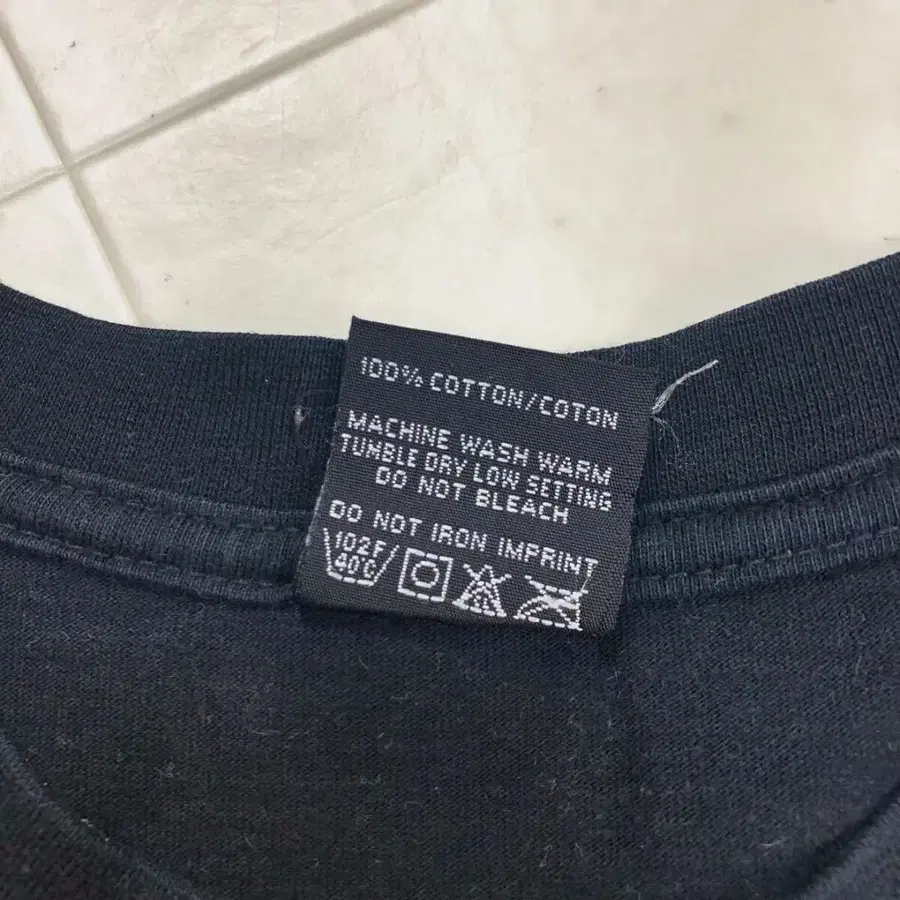 100% COTTON/COTON
MACHINE WASH WARM
TUMBLE DRY LOW SETTING
DO NOT BLEACH
DO NOT IRON IMPRINT
102F
40°C